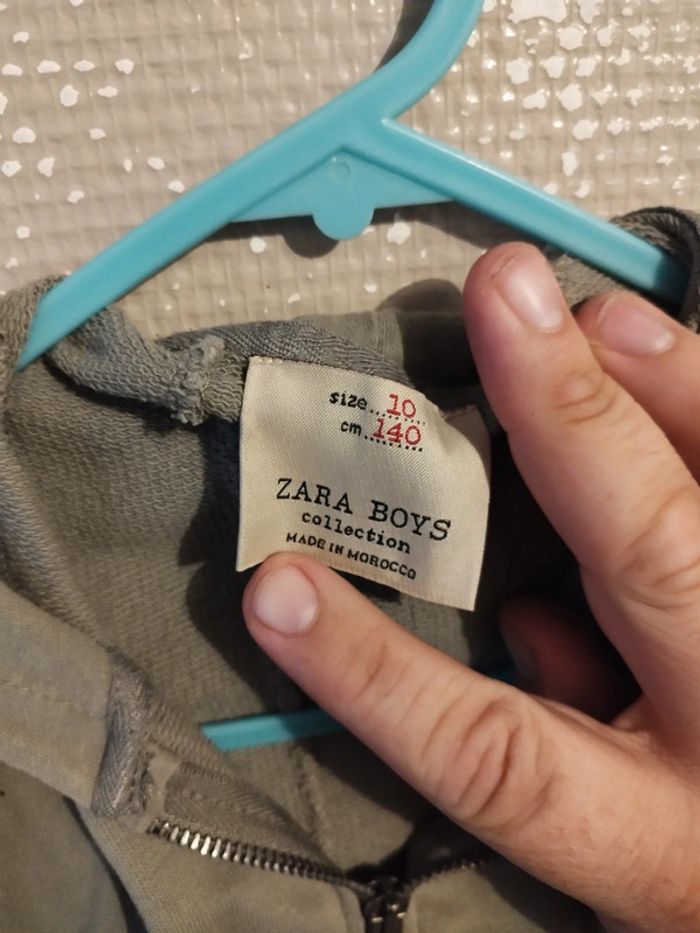 size..10
cm..140
ZARA BOYS
collection
MADE IN MOROCCO